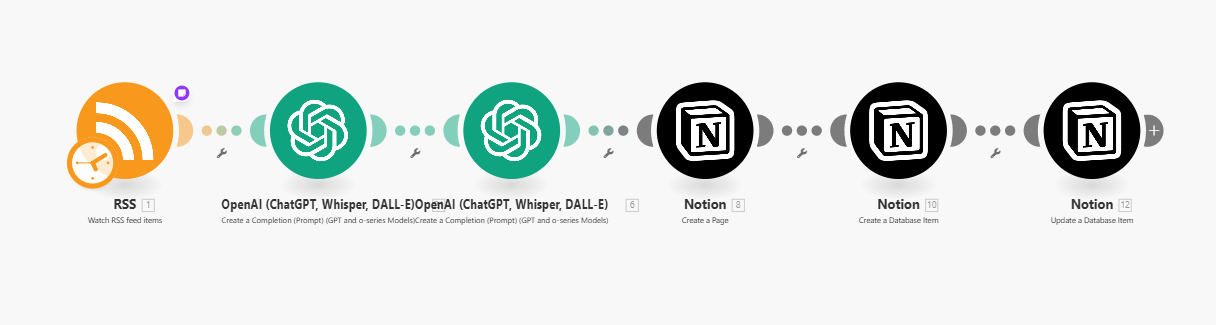 RSS 1
Watch RSS feed items
OpenAI (ChatGPT, Whisper, DALL-E)
Create a Completion (Prompt) (GPT and o-series Models)
OpenAI (ChatGPT, Whisper, DALL-E) 6
Create a Completion (Prompt) (GPT and o-series Models)
Notion 8
Create a Page
Notion 10
Create a Database Item
Notion 12
Update a Database Item